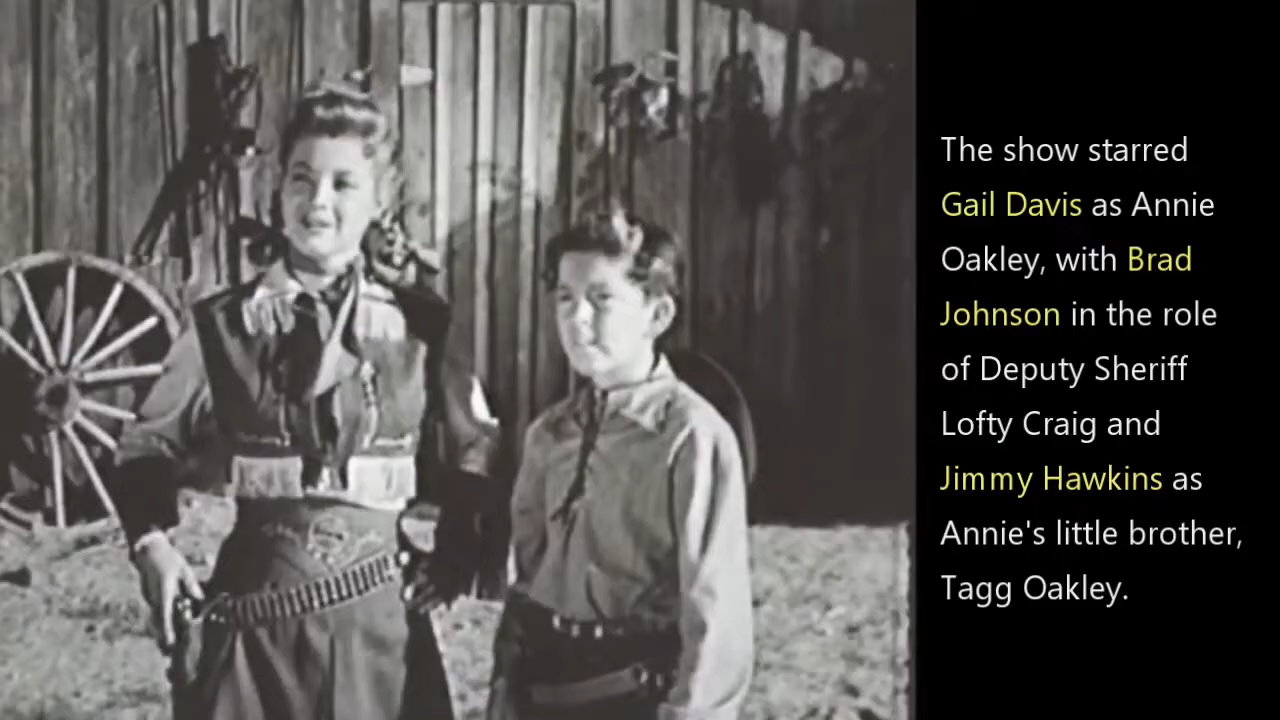 The show starred
Gail Davis as Annie
Oakley, with Brad
Johnson in the role
of Deputy Sheriff
Lofty Craig and
Jimmy Hawkins as
Annie's little brother,
Tagg Oakley.